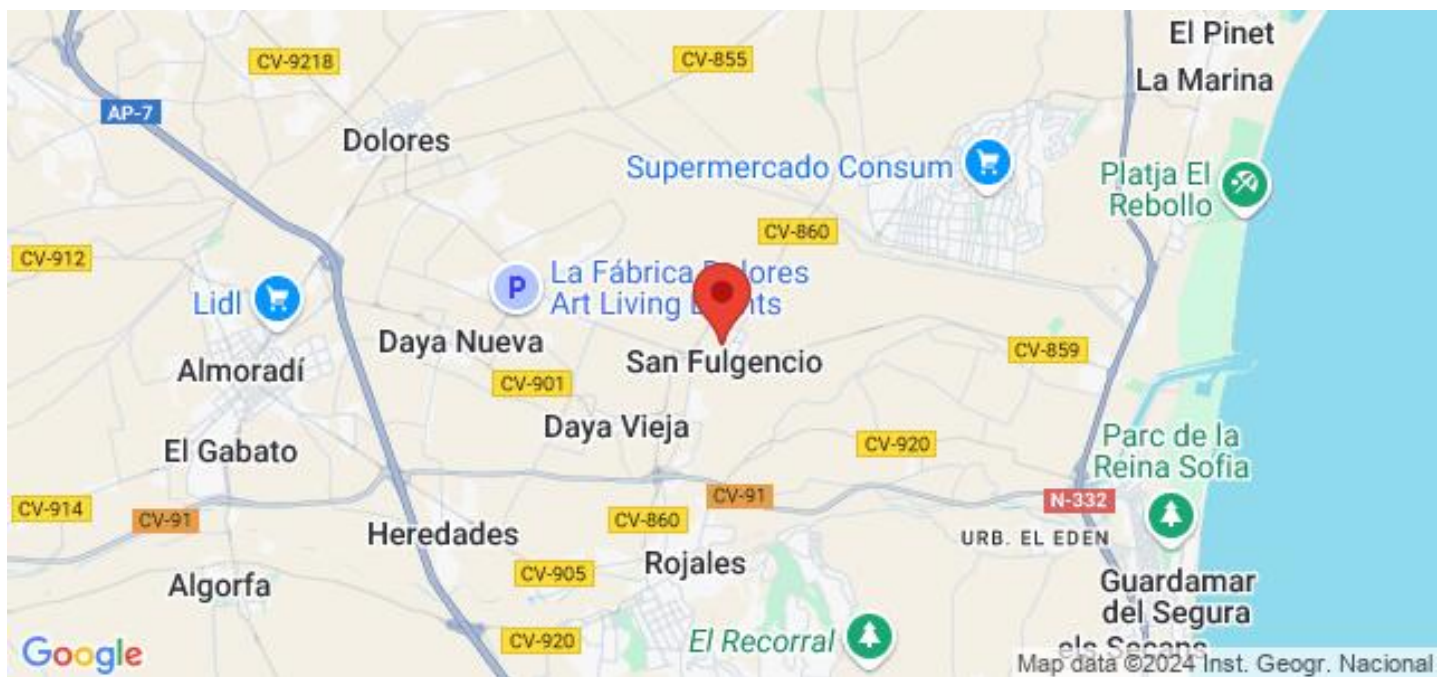 El Pinet
CV-9218
CV-855
La Marina
AP-7
Dolores
Supermercado Consum
Platja El
Rebollo
CV-860
CV-912
La Fábrica
Art Living
P
Lidl
Daya Nueva
CV-859
San Fulgencio
Almoradí
CV-901
Daya Vieja
CV-920
Parc de la
Reina Sofia
El Gabato
CV-91
N-332
CV-914
CV-91
CV-860
Heredades
URB. EL EDEN
Rojales
CV-905
Algorfa
Guardamar
del Segura
CV-920
El Recorral
Google
Map data ©2024 Inst. Geogr. Nacional